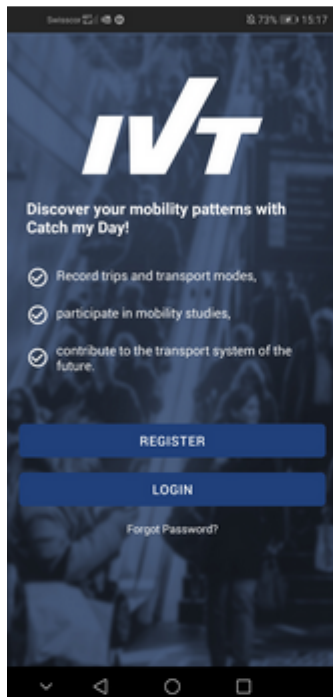 Swisscom
73% 15:17
IVT
Discover your mobility patterns with
Catch my Day!
Record trips and transport modes,
participate in mobility studies,
contribute to the transport system of the
future.
REGISTER
LOGIN
Forgot Password?